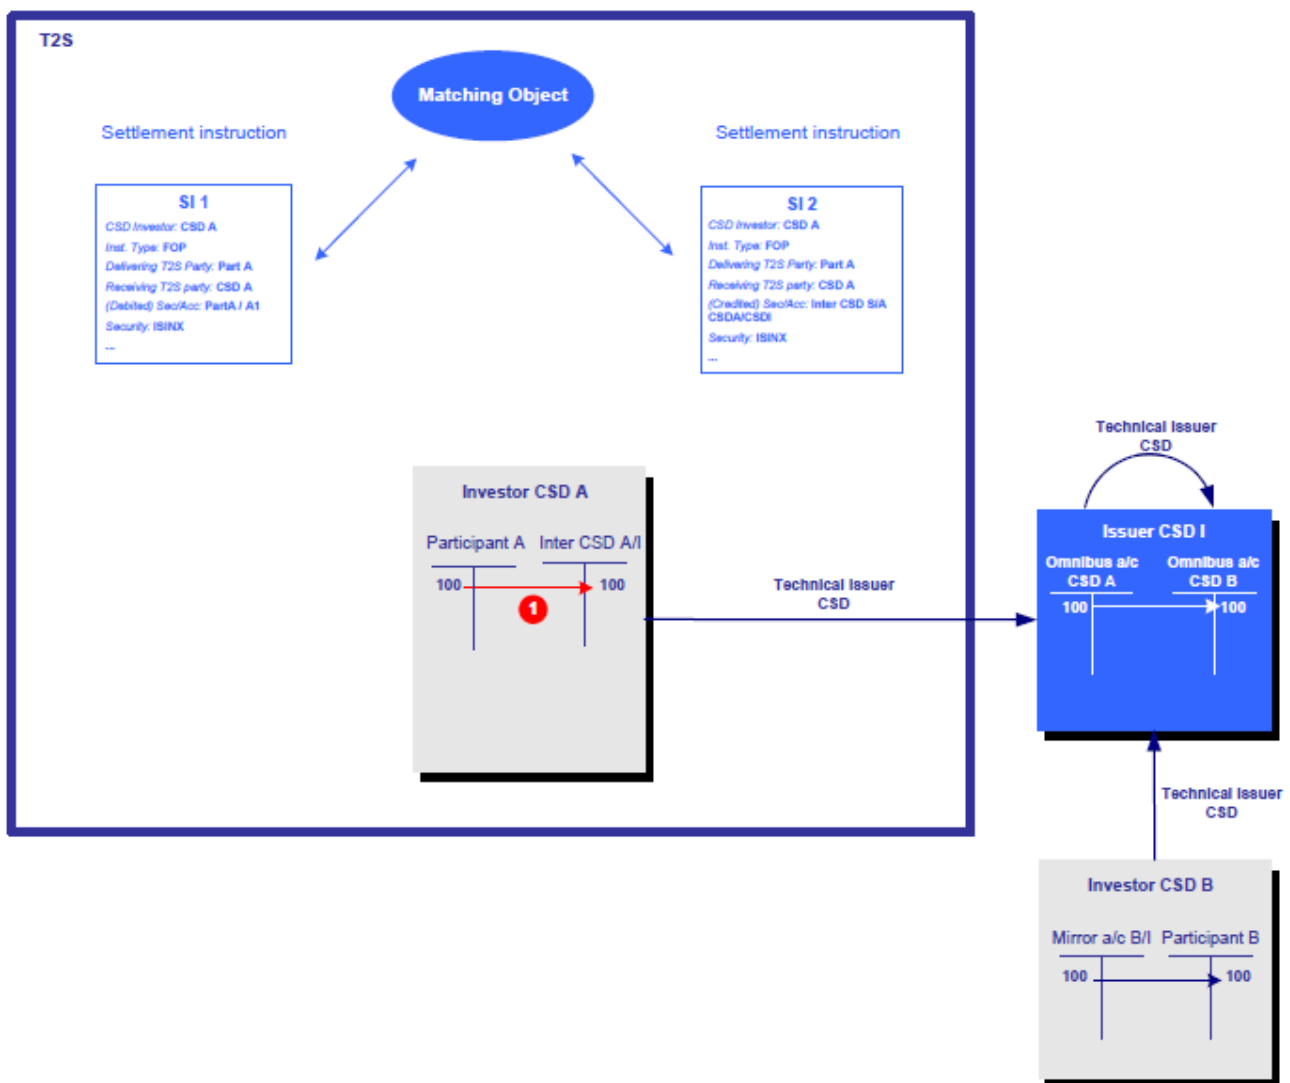 T2S
Matching Object
Settlement instruction
Settlement instruction
SI 1
CSD Investor: CSD A
Inst. Type: FOP
Delivering T2S Party: Part A
Receiving T2S party: CSD A
(Debited) Sec/Acc: PartA / A1
Security: ISINX
...
SI 2
CSD Investor: CSD A
Inst. Type: FOP
Delivering T2S Party: Part A
Receiving T2S party: CSD A
(Credited) Sec/Acc: Inter CSD S/A
CSDA/CSDI
Security: ISINX
...
Investor CSD A
Participant A Inter CSD A/I
100 100
1
Technical Issuer
CSD
Technical Issuer
CSD
Issuer CSD I
Omnibus a/c Omnibus a/c
CSD A CSD B
100 100
Technical Issuer
CSD
Investor CSD B
Mirror a/c B/I Participant B
100 100